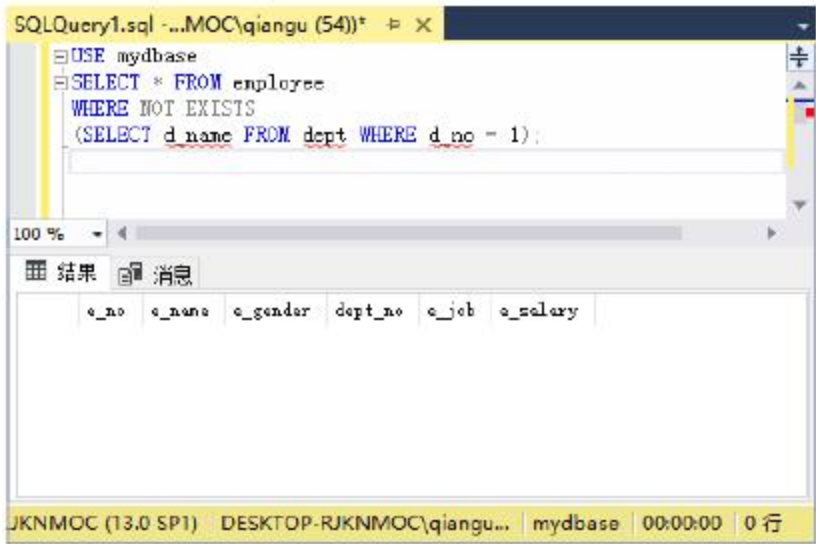 SQLQuery1.sql -...MOC\qiangu (54))*
USE mydbase
SELECT * FROM employee
WHERE NOT EXISTS
(SELECT d_name FROM dept WHERE d_no = 1);
100 %
结果 消息
e_no e_name e_gender dept_no e_job e_salary
JKNMOC (13.0 SP1) DESKTOP-RJKNMOC\qiangu... mydbase 00:00:00 0 行